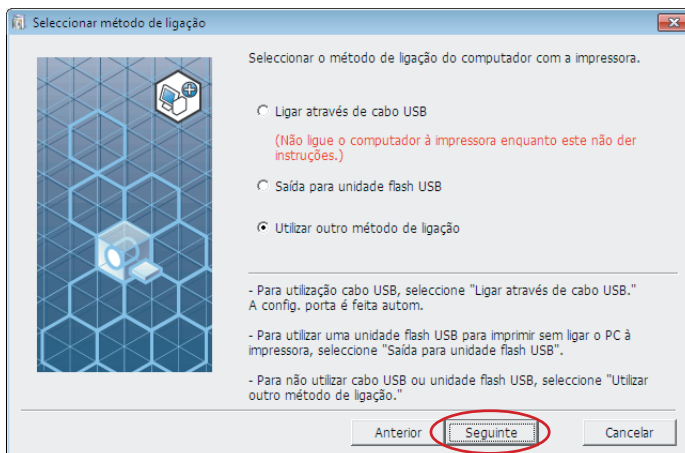 Seleccionar método de ligação
Seleccionar o método de ligação do computador com a impressora.
Ligar através de cabo USB
(Não ligue o computador à impressora enquanto este não der
instruções.)
Saída para unidade flash USB
Utilizar outro método de ligação
- Para utilização cabo USB, seleccione "Ligar através de cabo USB."
A config. porta é feita autom.
- Para utilizar uma unidade flash USB para imprimir sem ligar o PC à
impressora, seleccione "Saída para unidade flash USB".
- Para não utilizar cabo USB ou unidade flash USB, seleccione "Utilizar
outro método de ligação."
Anterior Seguinte Cancelar